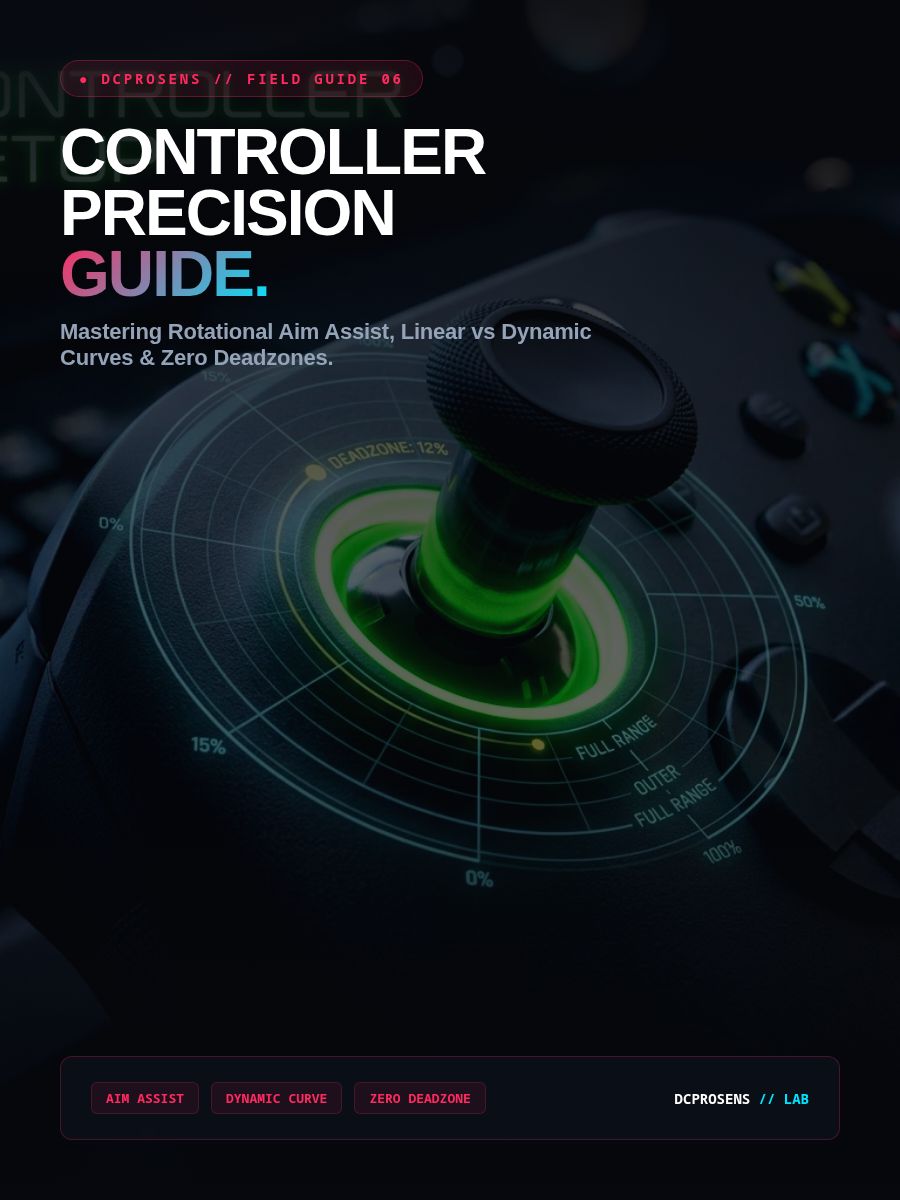 ● DCPROSENS // FIELD GUIDE 06
CONTROLLER
PRECISION
GUIDE.
Mastering Rotational Aim Assist, Linear vs Dynamic
Curves & Zero Deadzones.
15%
DEADZONE: 12%
0%
50%
15%
FULL RANGE
OUTER
FULL RANGE
100%
0%
Y
X
AIM ASSIST
DYNAMIC CURVE
ZERO DEADZONE
DCPROSENS // LAB